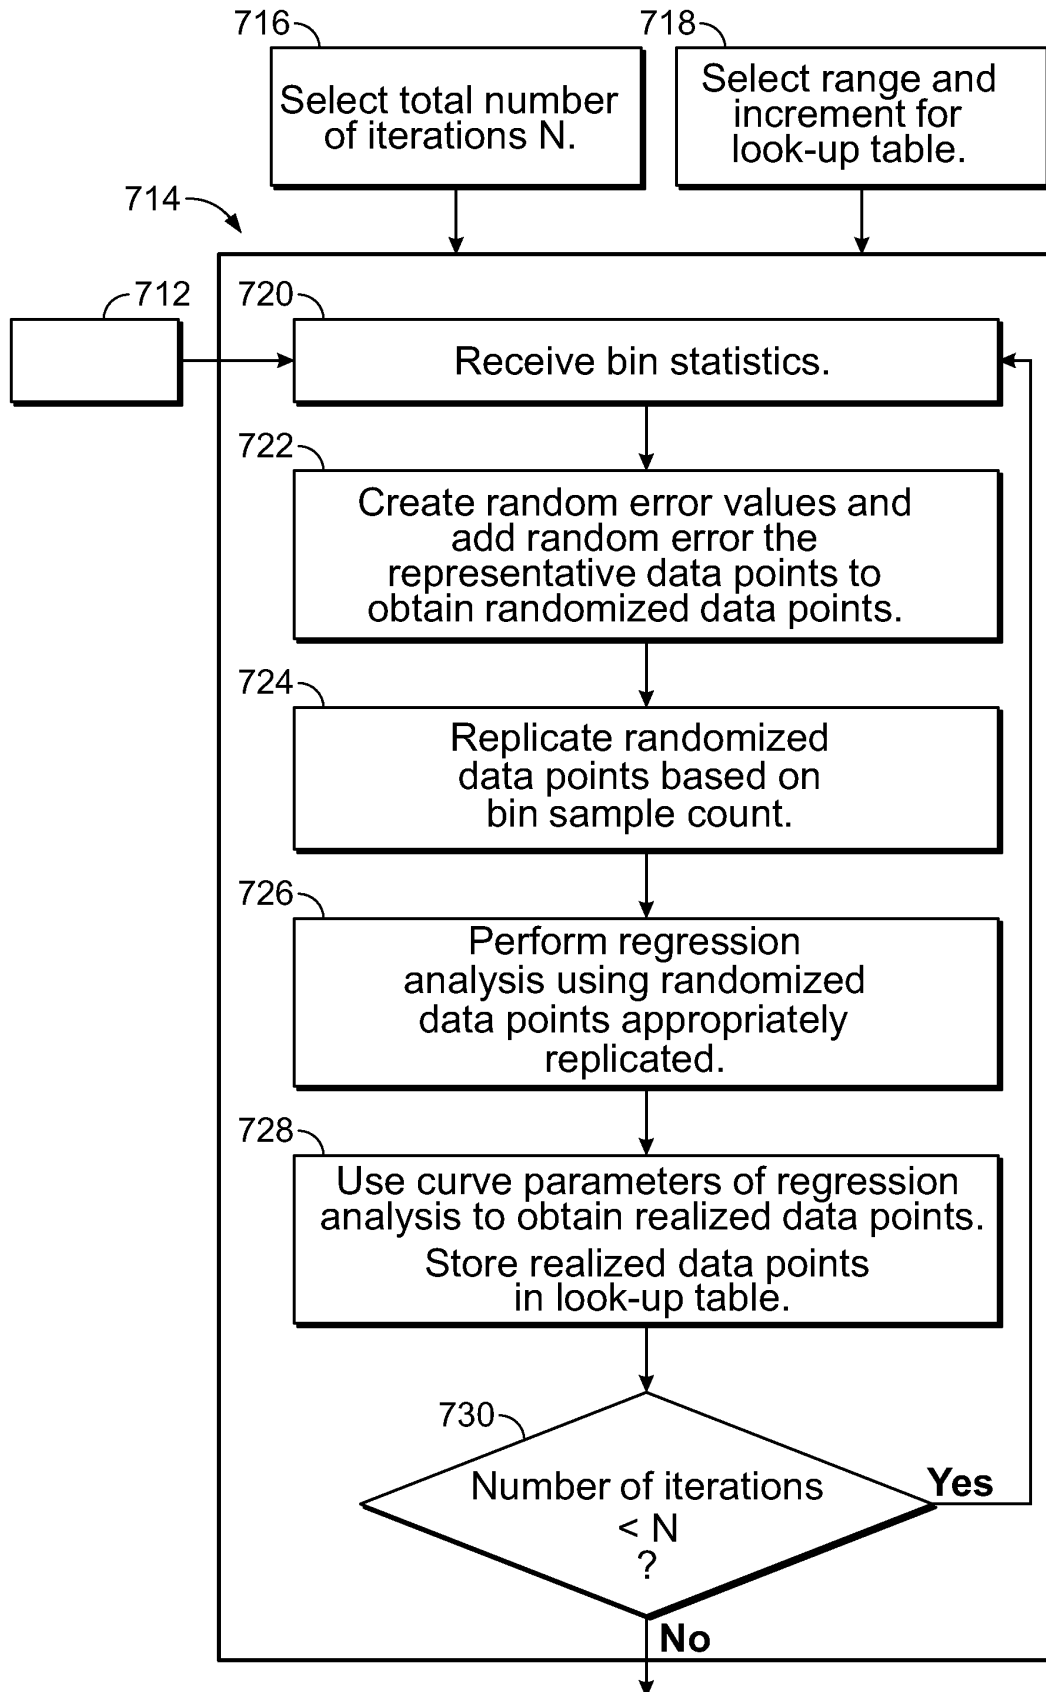 716
Select total number
of iterations N.
718
Select range and
increment for
look-up table.
714
712
720
Receive bin statistics.
722
Create random error values and
add random error the
representative data points to
obtain randomized data points.
724
Replicate randomized
data points based on
bin sample count.
726
Perform regression
analysis using randomized
data points appropriately
replicated.
728
Use curve parameters of regression
analysis to obtain realized data points.
Store realized data points
in look-up table.
730
Number of iterations
< N
?
Yes
No